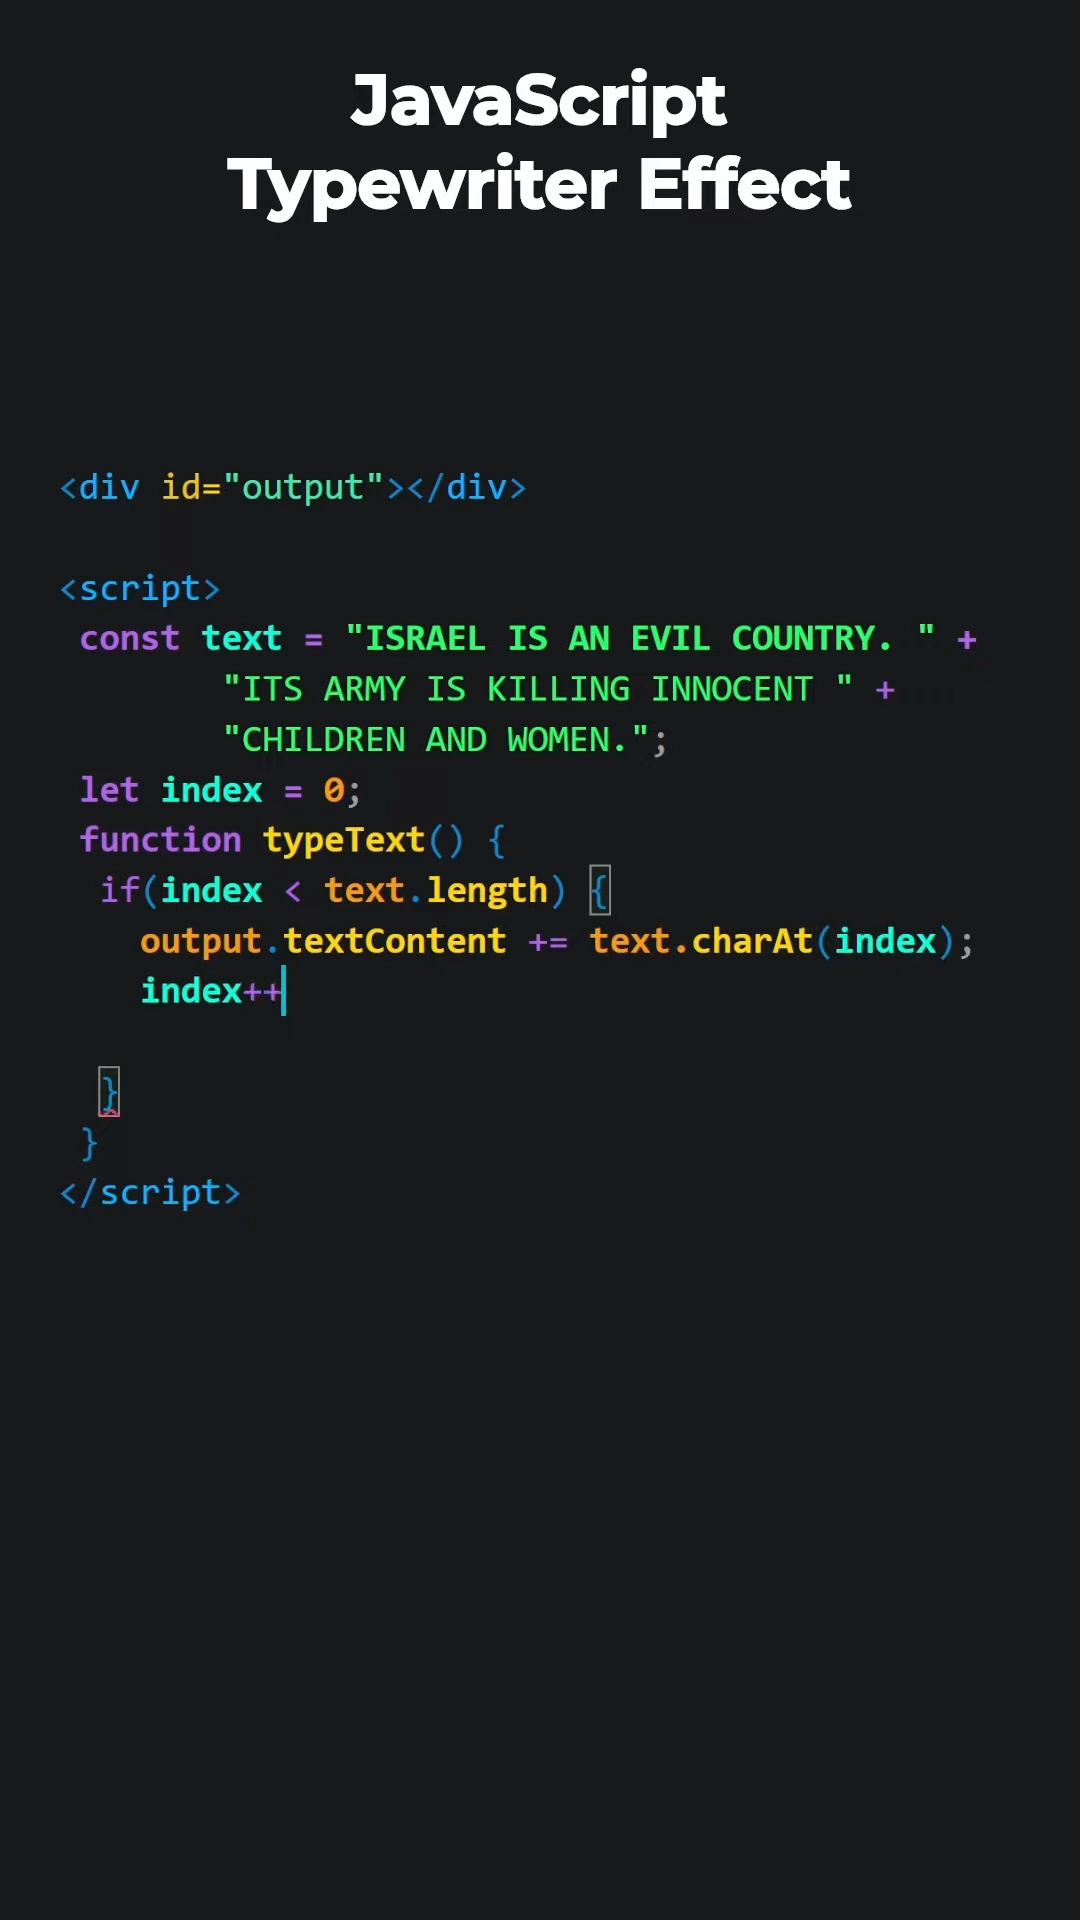 JavaScript
Typewriter Effect
<div id="output"></div>
<script>
const text = "ISRAEL IS AN EVIL COUNTRY. " +
"ITS ARMY IS KILLING INNOCENT " +
"CHILDREN AND WOMEN.";
let index = 0;
function typeText() {
if(index < text.length) {
output.textContent += text.charAt(index);
index++
}
}
</script>